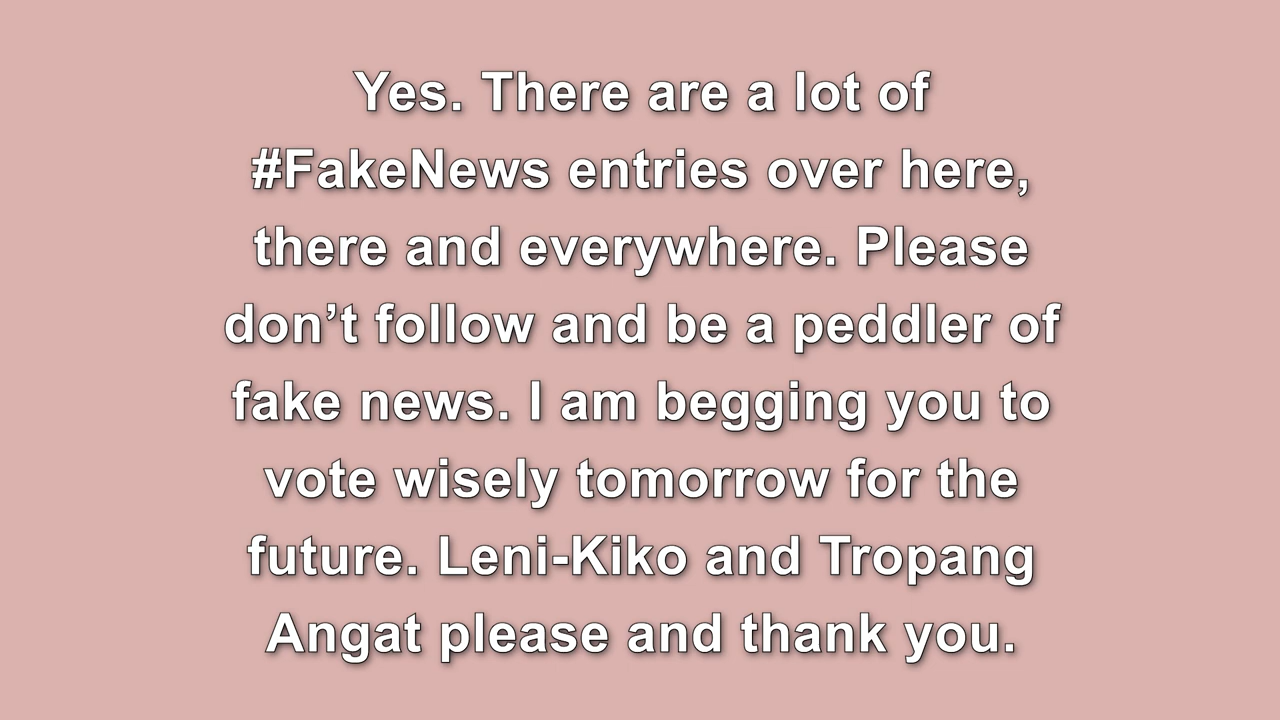 Yes. There are a lot of
#FakeNews entries over here,
there and everywhere. Please
don’t follow and be a peddler of
fake news. I am begging you to
vote wisely tomorrow for the
future. Leni-Kiko and Tropang
Angat please and thank you.